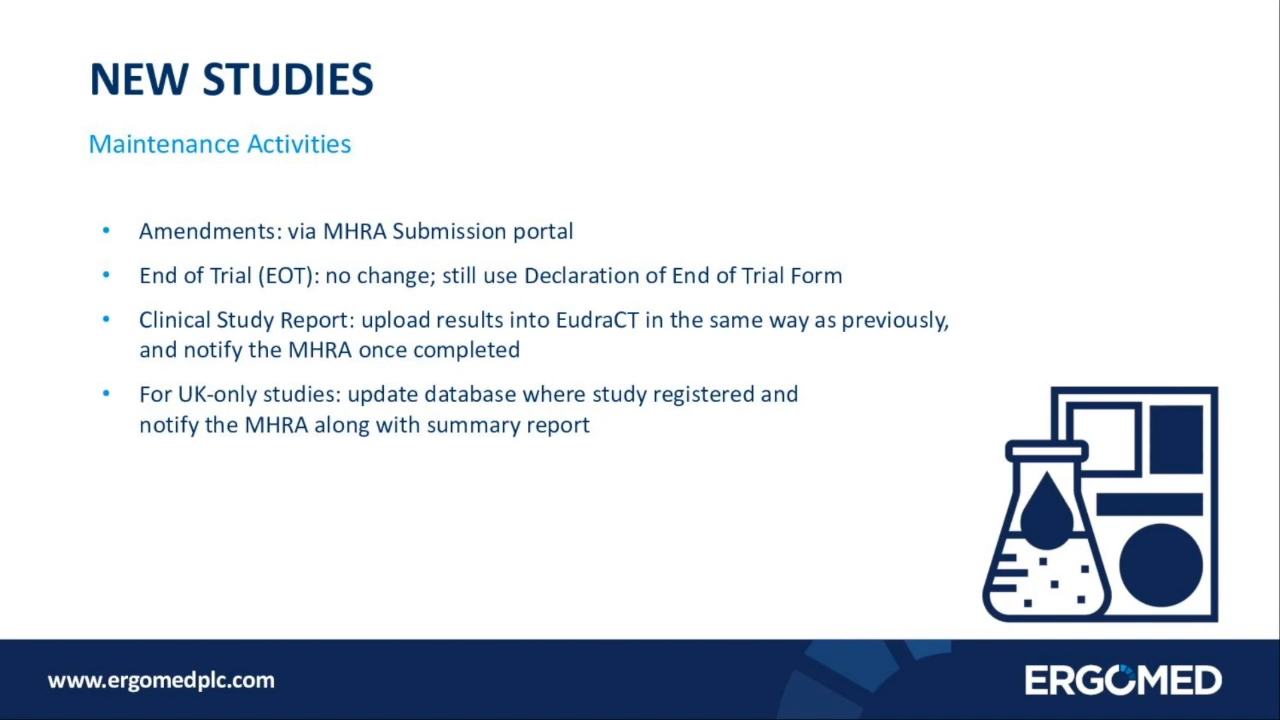 NEW STUDIES
Maintenance Activities
• Amendments: via MHRA Submission portal
• End of Trial (EOT): no change; still use Declaration of End of Trial Form
• Clinical Study Report: upload results into EudraCT in the same way as previously,
and notify the MHRA once completed
• For UK-only studies: update database where study registered and
notify the MHRA along with summary report
www.ergomedplc.com
ERGOMED